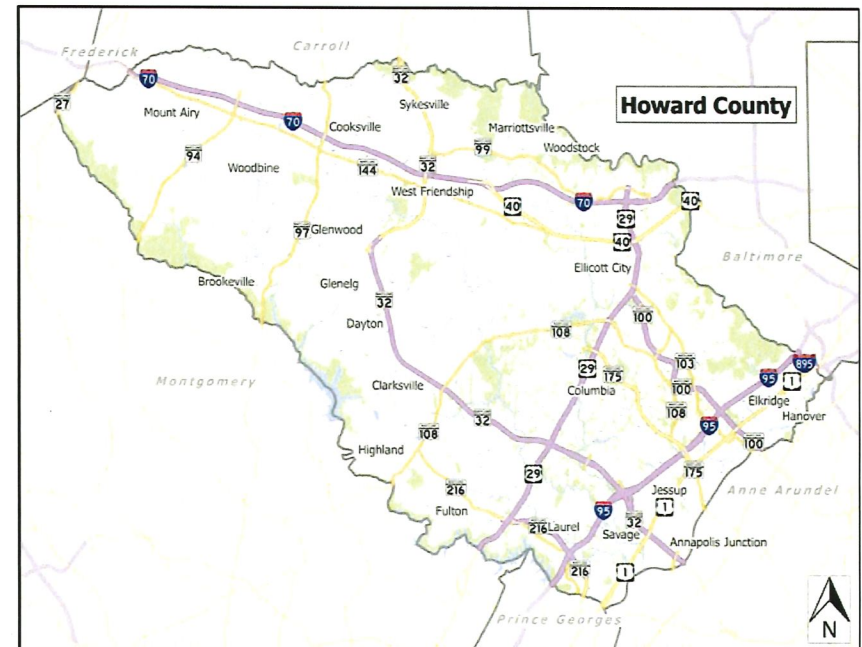 Frederick
Carroll
Howard County
70
32
27
Mount Airy
Sykesville
70
Cooksville
Marriottsville
94
99
Woodstock
Woodbine
144
32
West Friendship
70
40
29
40
97
Glenwood
40
Ellicott City
Baltimore
Brookeville
Glenelg
32
Dayton
100
108
103
Montgomery
29
175
895
Clarksville
Columbia
100
95
1
Elkridge
108
Hanover
32
95
108
100
Highland
175
29
Anne Arundel
216
Jessup
Fulton
95
1
216
Laurel
Savage
32
Annapolis Junction
216
1
Prince Georges
N